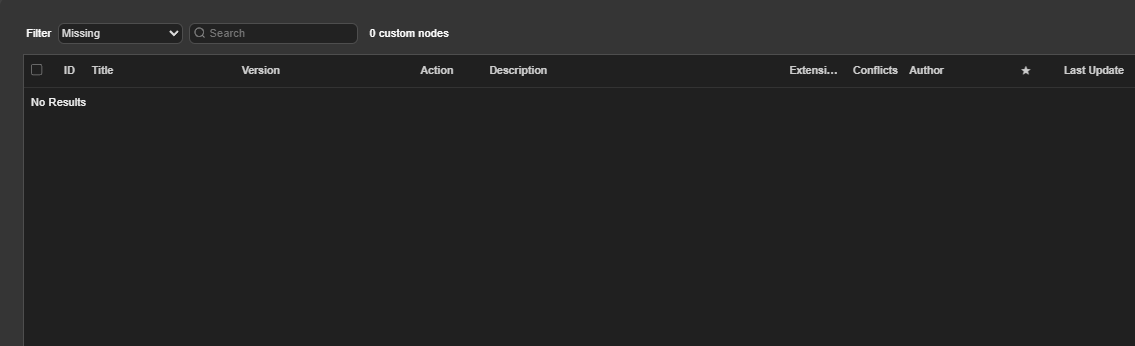 Filter Missing Search 0 custom nodes
ID Title Version Action Description Extensi... Conflicts Author ★ Last Update
No Results